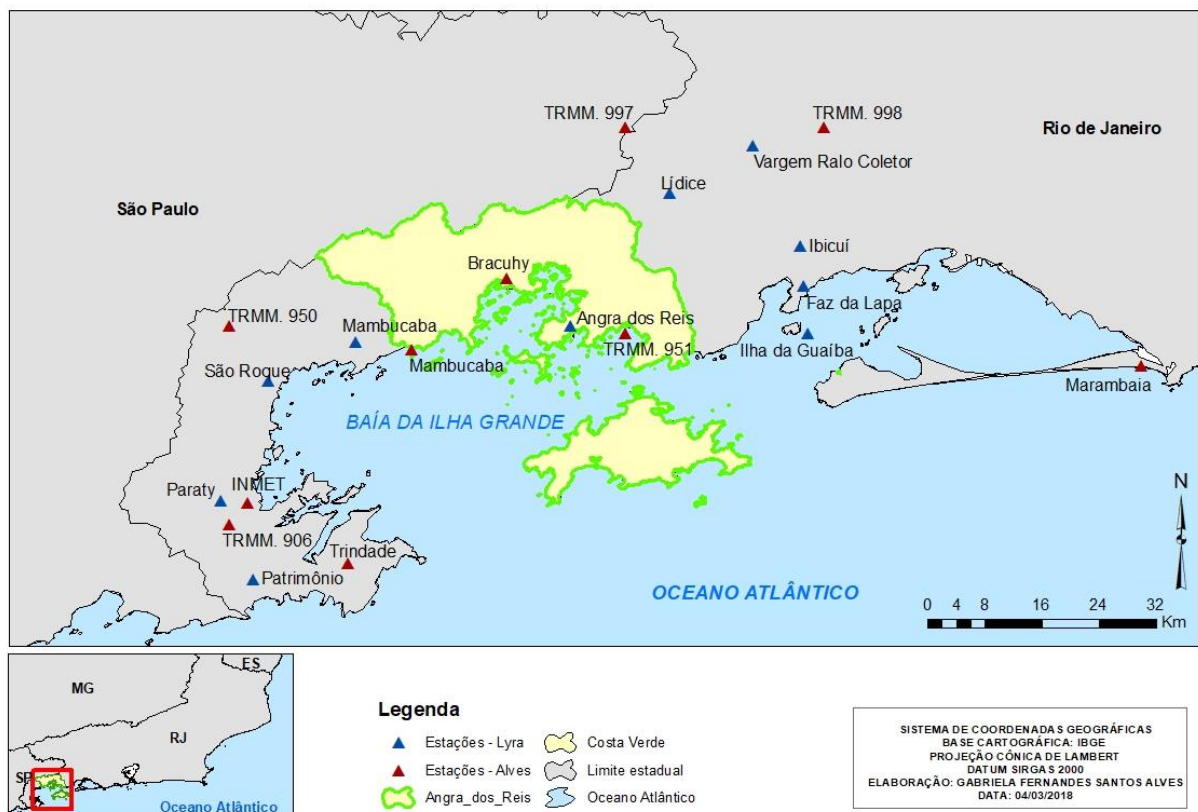 TRMM. 997
TRMM. 998
Rio de Janeiro
Vargem Ralo Coletor
Lídice
São Paulo
Ibicuí
Bracuhy
Faz da Lapa
TRMM. 950
Mambucaba
Angra dos Reis
TRMM. 951
Ilha da Guaíba
Mambucaba
São Roque
Marambaia
BAÍA DA ILHA GRANDE
N
Paraty
INMET
TRMM. 906
Trindade
Patrimônio
OCEANO ATLÂNTICO
0 4 8 16 24 32
Km
MG
ES
RJ
SP
Oceano Atlântico
Legenda
Estações - Lyra
Costa Verde
Estações - Alves
Limite estadual
Angra_dos_Reis
Oceano Atlântico
SISTEMA DE COORDENADAS GEOGRÁFICAS
BASE CARTOGRÁFICA: IBGE
PROJEÇÃO CÔNICA DE LAMBERT
DATUM SIRGAS 2000
ELABORAÇÃO: GABRIELA FERNANDES SANTOS ALVES
DATA: 04/03/2018